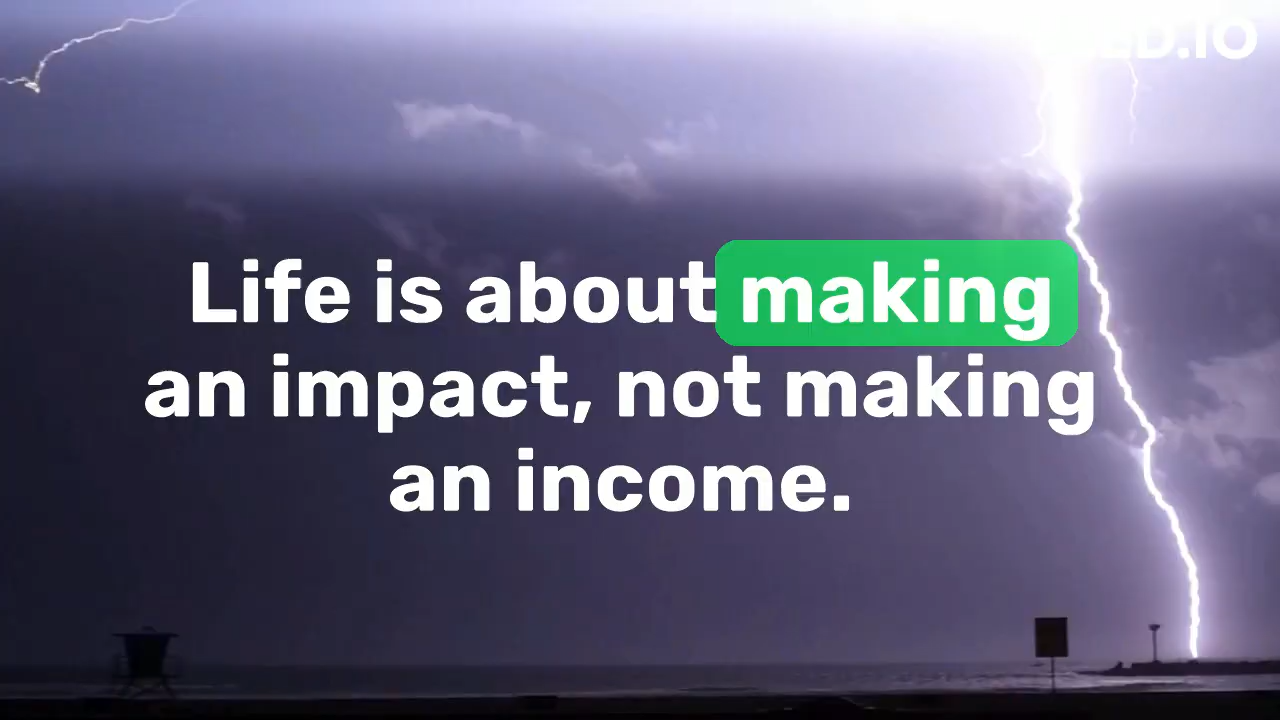 Life is about making
an impact, not making
an income.